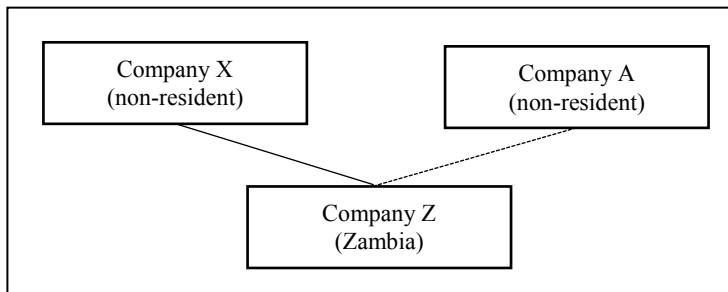 Company X
(non-resident)
Company A
(non-resident)
Company Z
(Zambia)